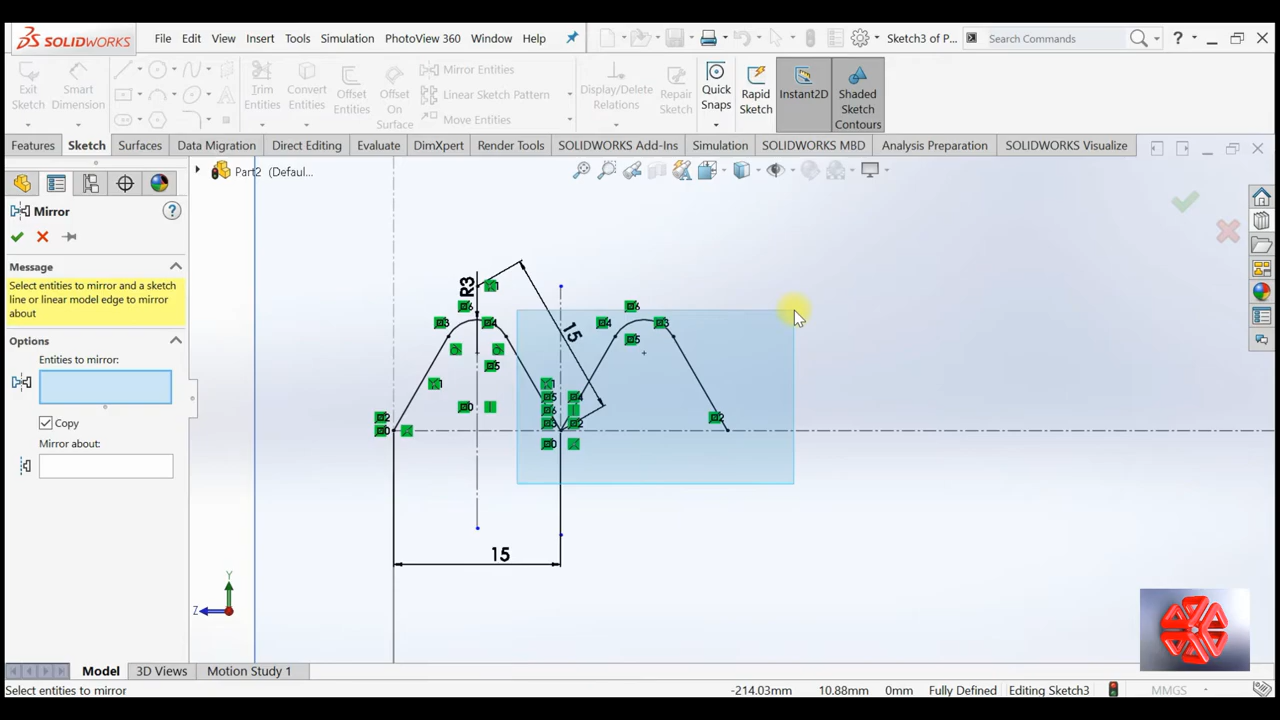 SOLIDWORKS File Edit View Insert Tools Simulation PhotoView 360 Window Help Sketch3 of P... Search Commands ?
Exit Sketch Smart Dimension Trim Entities Convert Entities Offset Entities Offset On Surface Mirror Entities Linear Sketch Pattern Move Entities Display/Delete Relations Repair Sketch Quick Snaps Rapid Sketch Instant2D Shaded Sketch Contours
Features Sketch Surfaces Data Migration Direct Editing Evaluate DimXpert Render Tools SOLIDWORKS Add-Ins Simulation SOLIDWORKS MBD Analysis Preparation SOLIDWORKS Visualize
Part2 (Defaul...
Mirror ?
Message
Select entities to mirror and a sketch
line or linear model edge to mirror
about
Options
Entities to mirror:
Copy
Mirror about:
R3
15
15
Y
Z
Model 3D Views Motion Study 1
Select entities to mirror -214.03mm 10.88mm 0mm Fully Defined Editing Sketch3 MMGS